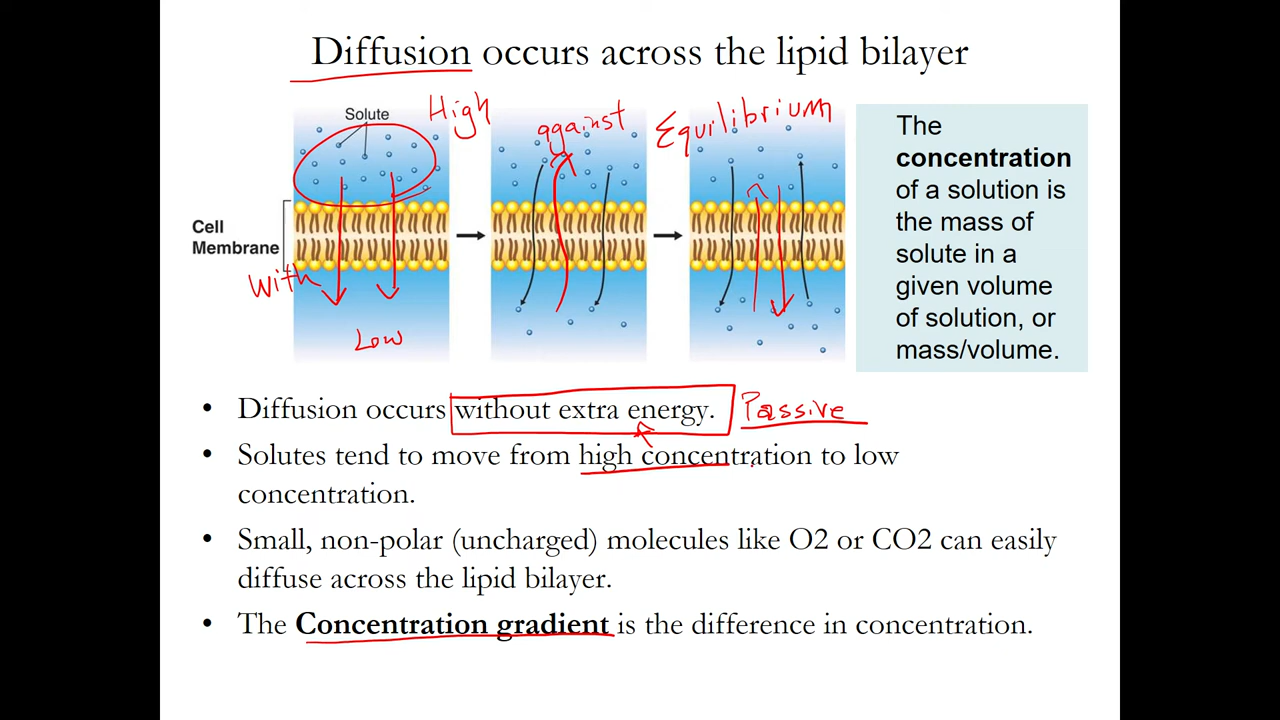 Diffusion occurs across the lipid bilayer
Solute
High
against
Equilibrium
Cell
Membrane
With
Low
The
concentration
of a solution is
the mass of
solute in a
given volume
of solution, or
mass/volume.
• Diffusion occurs without extra energy. Passive
• Solutes tend to move from high concentration to low
concentration.
• Small, non-polar (uncharged) molecules like O2 or CO2 can easily
diffuse across the lipid bilayer.
• The Concentration gradient is the difference in concentration.